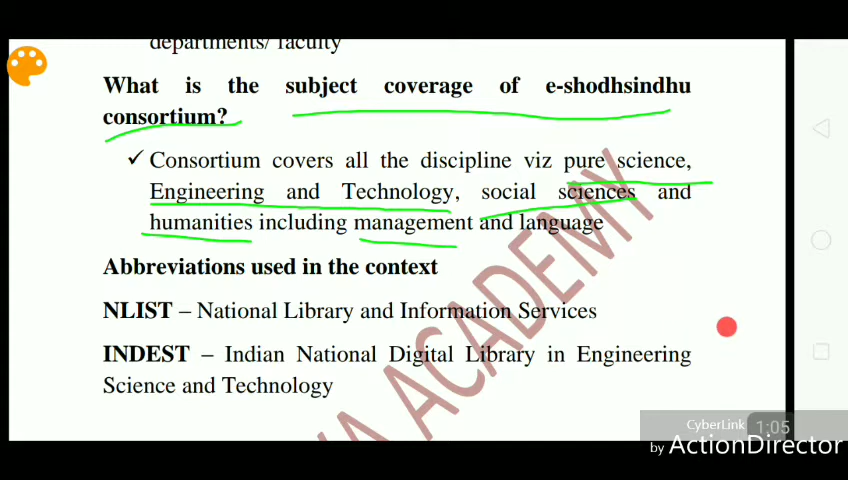 departments/ faculty
What is the subject coverage of e-shodhsindhu
consortium?
✓ Consortium covers all the discipline viz pure science,
Engineering and Technology, social sciences and
humanities including management and language
Abbreviations used in the context
NLIST – National Library and Information Services
INDEST – Indian National Digital Library in Engineering
Science and Technology
ACADEMY
1:05
CyberLink
by ActionDirector